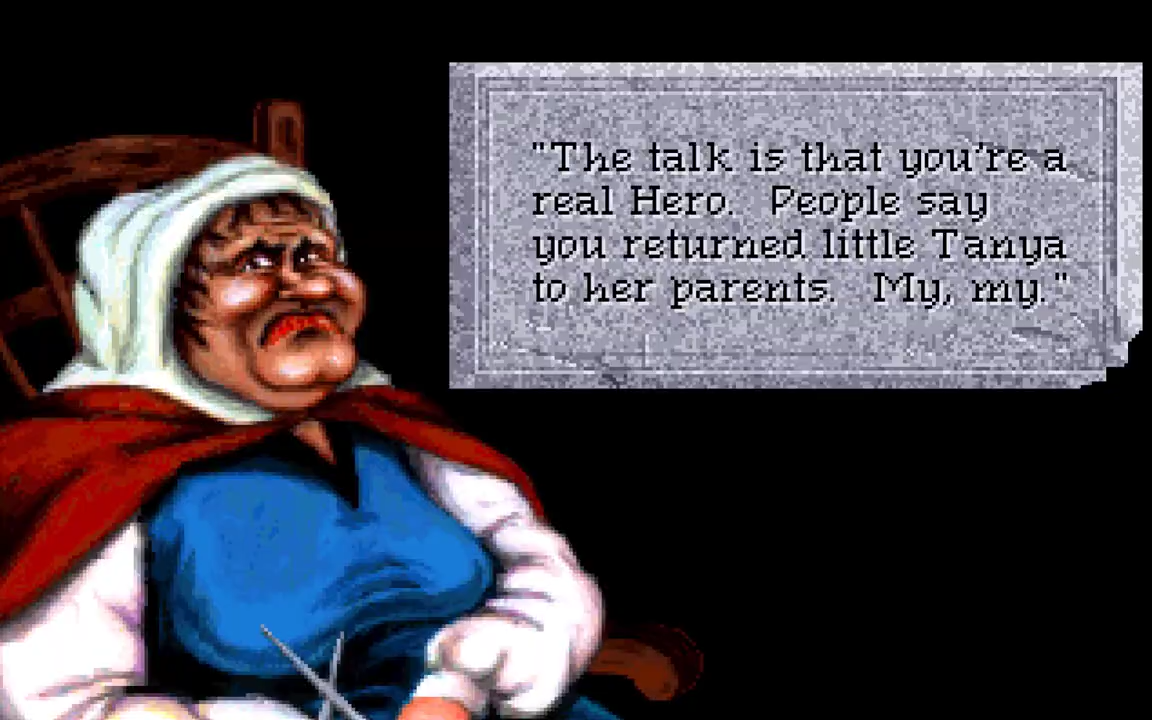 "The talk is that you're a
real Hero.  People say
you returned little Tanya
to her parents.  My, my."